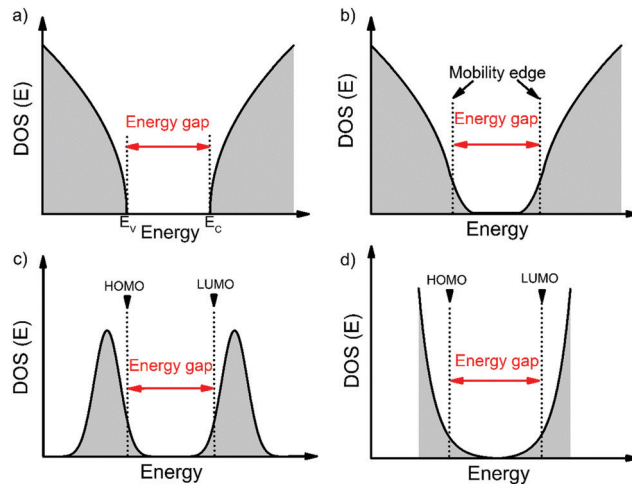 a)
DOS (E)
Energy gap
E_v
Energy
E_c
b)
DOS (E)
Mobility edge
Energy gap
Energy
c)
DOS (E)
HOMO
LUMO
Energy gap
Energy
d)
DOS (E)
HOMO
LUMO
Energy gap
Energy